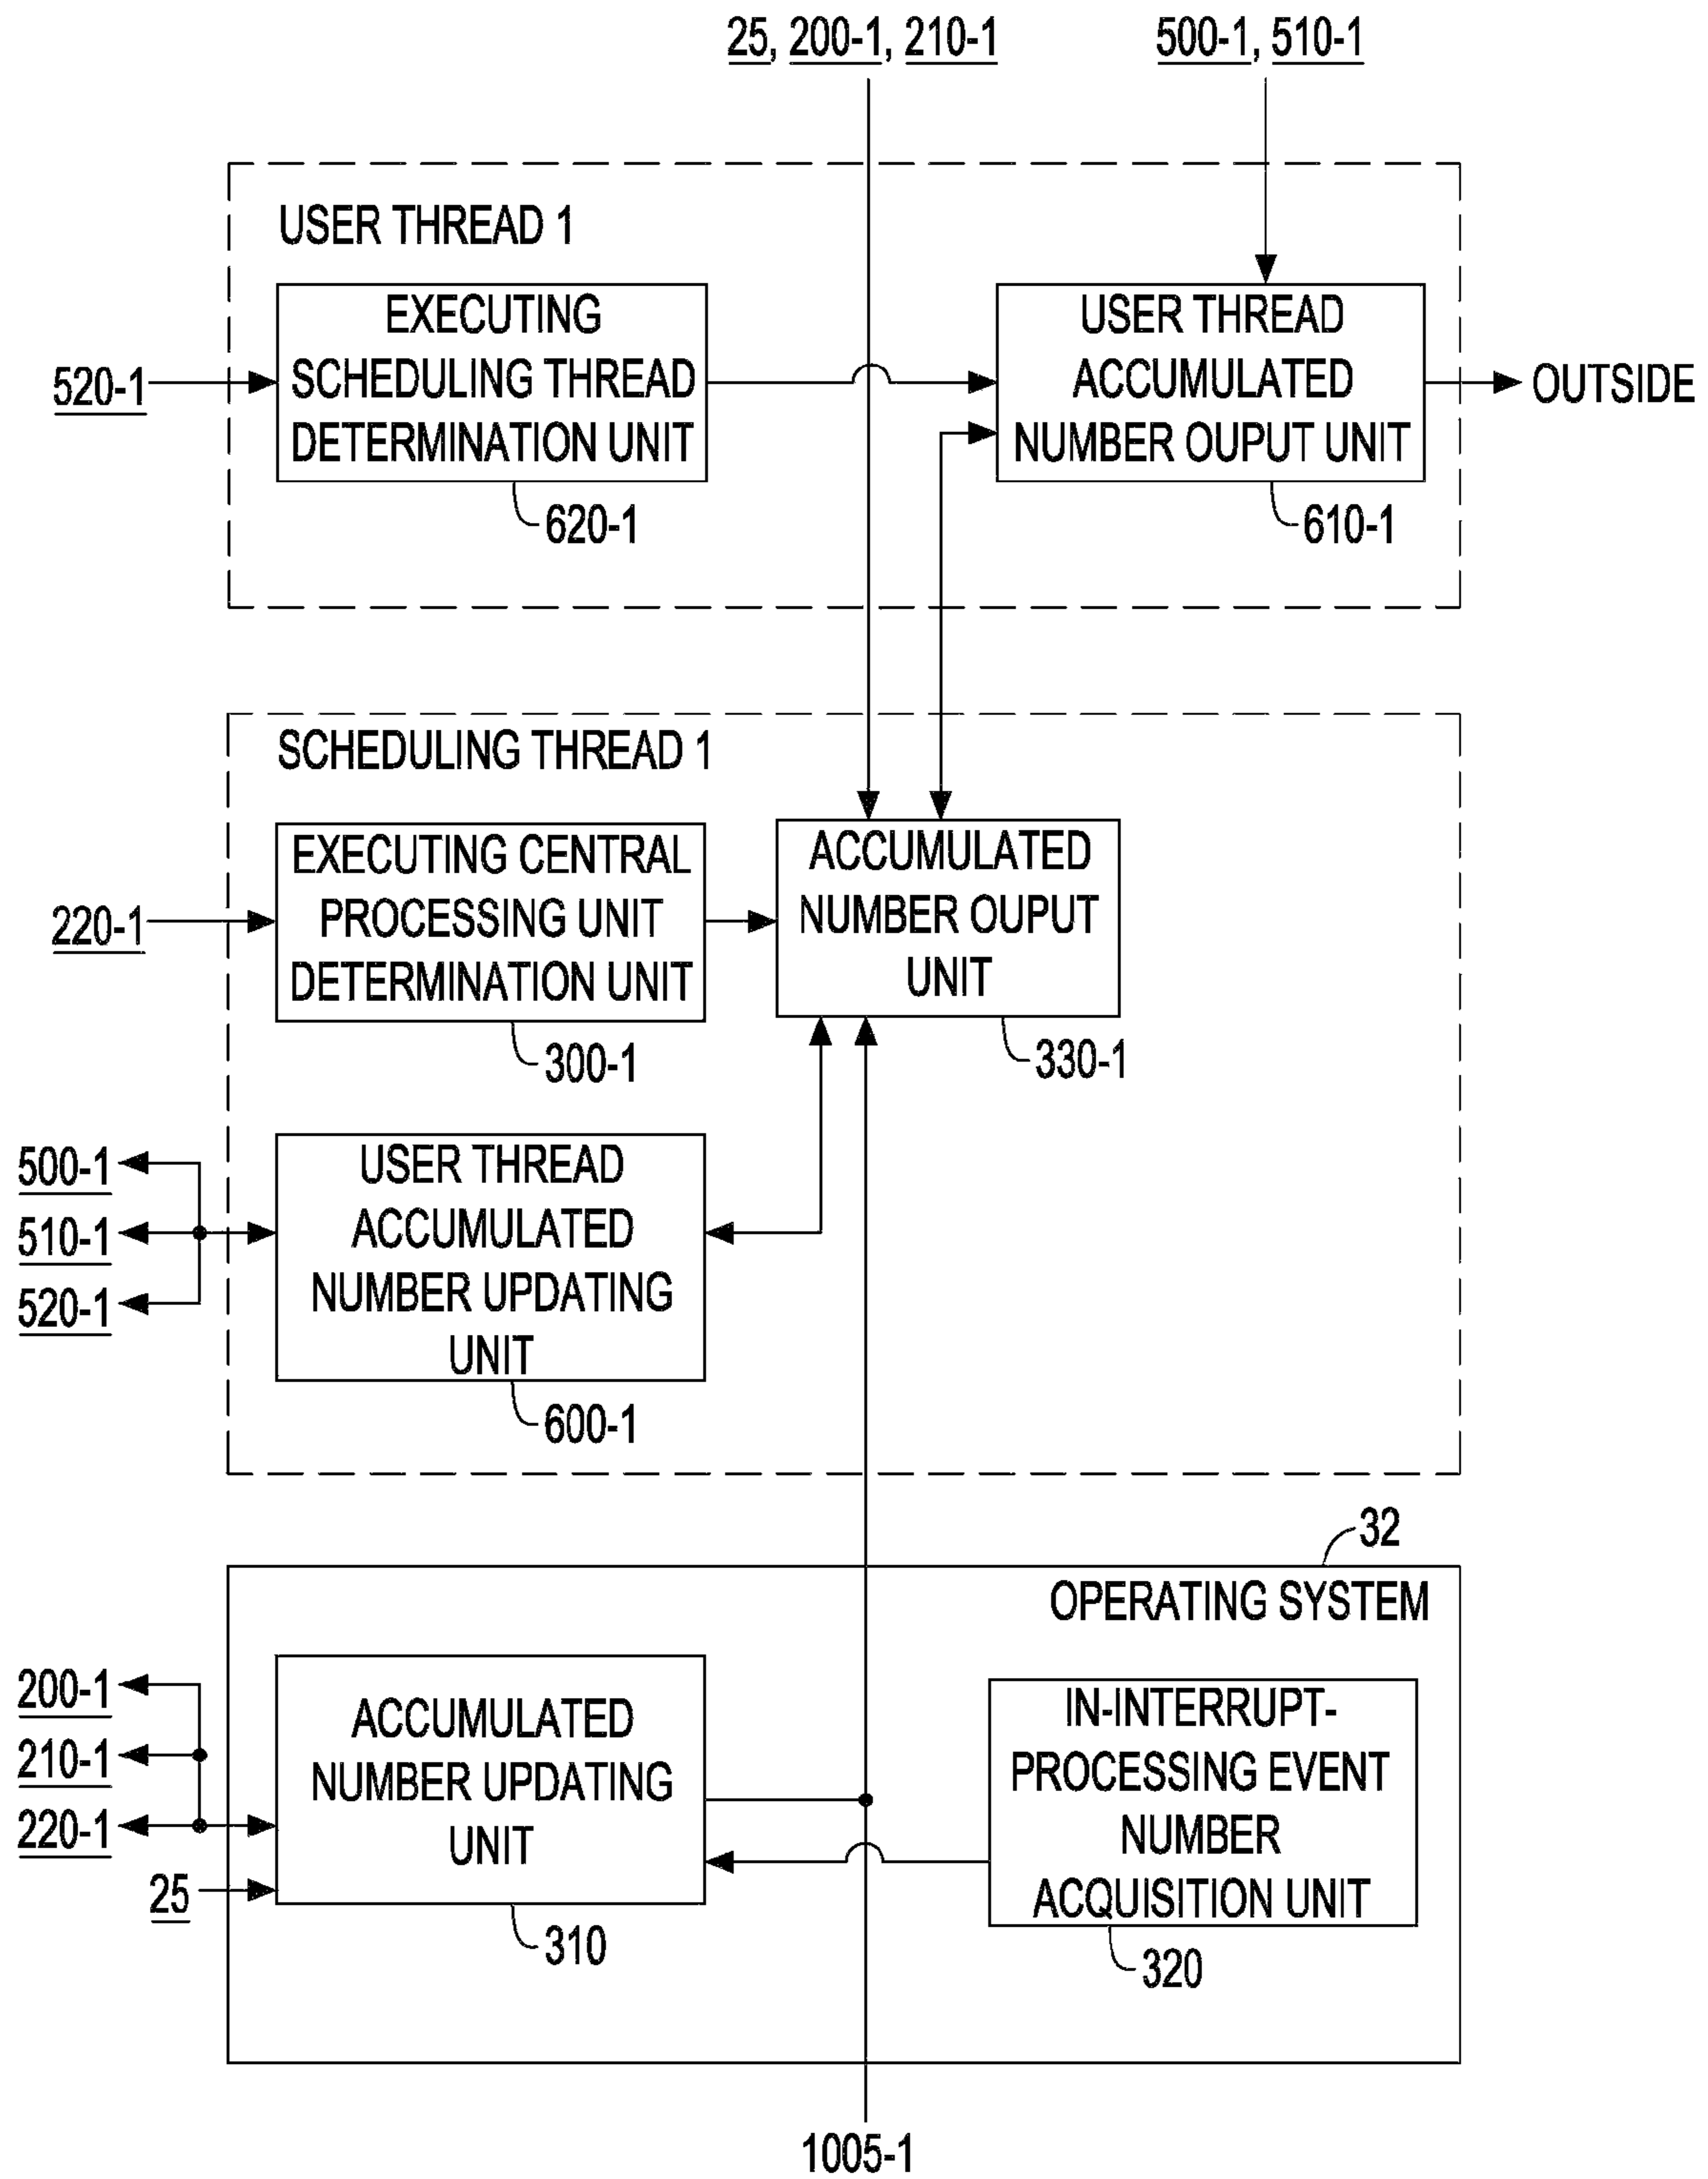 25, 200-1, 210-1
500-1, 510-1
USER THREAD 1
EXECUTING
SCHEDULING THREAD
DETERMINATION UNIT
USER THREAD
ACCUMULATED
NUMBER OUPUT UNIT
520-1
OUTSIDE
620-1
610-1
SCHEDULING THREAD 1
EXECUTING CENTRAL
PROCESSING UNIT
DETERMINATION UNIT
ACCUMULATED
NUMBER OUPUT
UNIT
220-1
300-1
330-1
USER THREAD
ACCUMULATED
NUMBER UPDATING
UNIT
500-1
510-1
520-1
600-1
32
OPERATING SYSTEM
ACCUMULATED
NUMBER UPDATING
UNIT
IN-INTERRUPT-
PROCESSING EVENT
NUMBER
ACQUISITION UNIT
200-1
210-1
220-1
25
310
320
1005-1